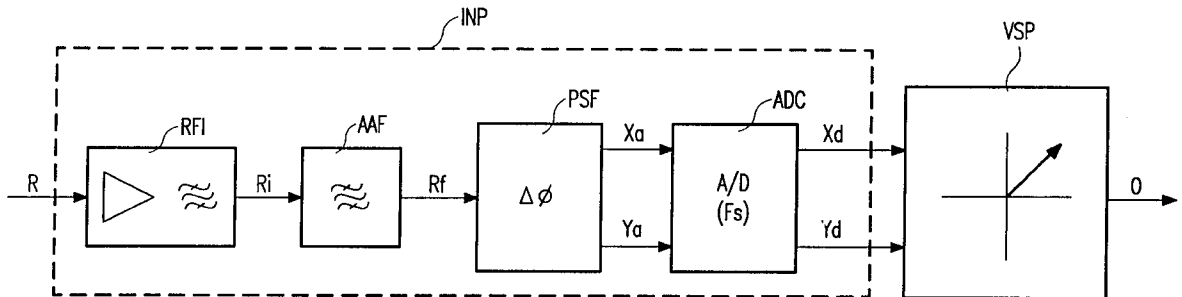 INP
VSP
RFI
AAF
PSF
ADC
R
Ri
Rf
Δϕ
Xa
Ya
A/D
(Fs)
Xd
Yd
O